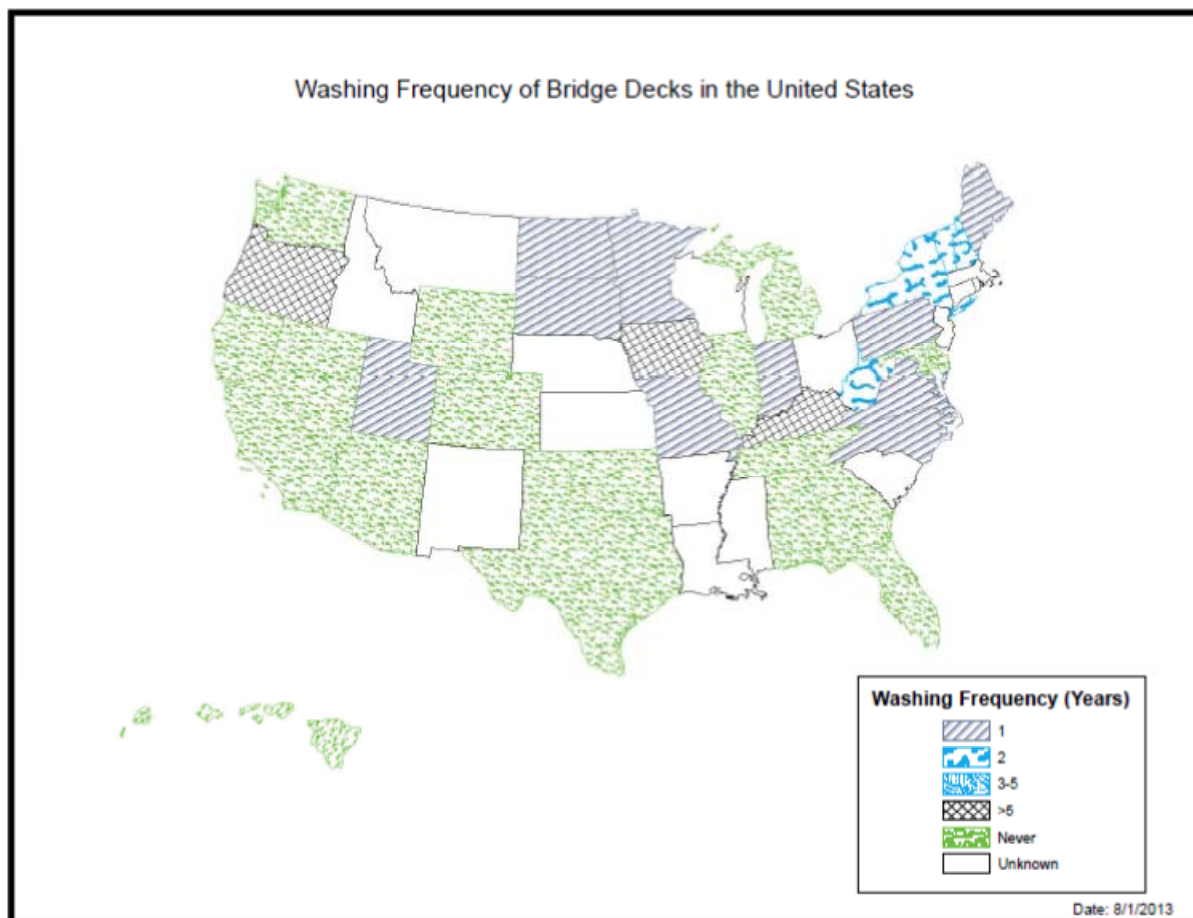 Washing Frequency of Bridge Decks in the United States
Washing Frequency (Years)
1
2
3-5
>5
Never
Unknown
Date: 8/1/2013